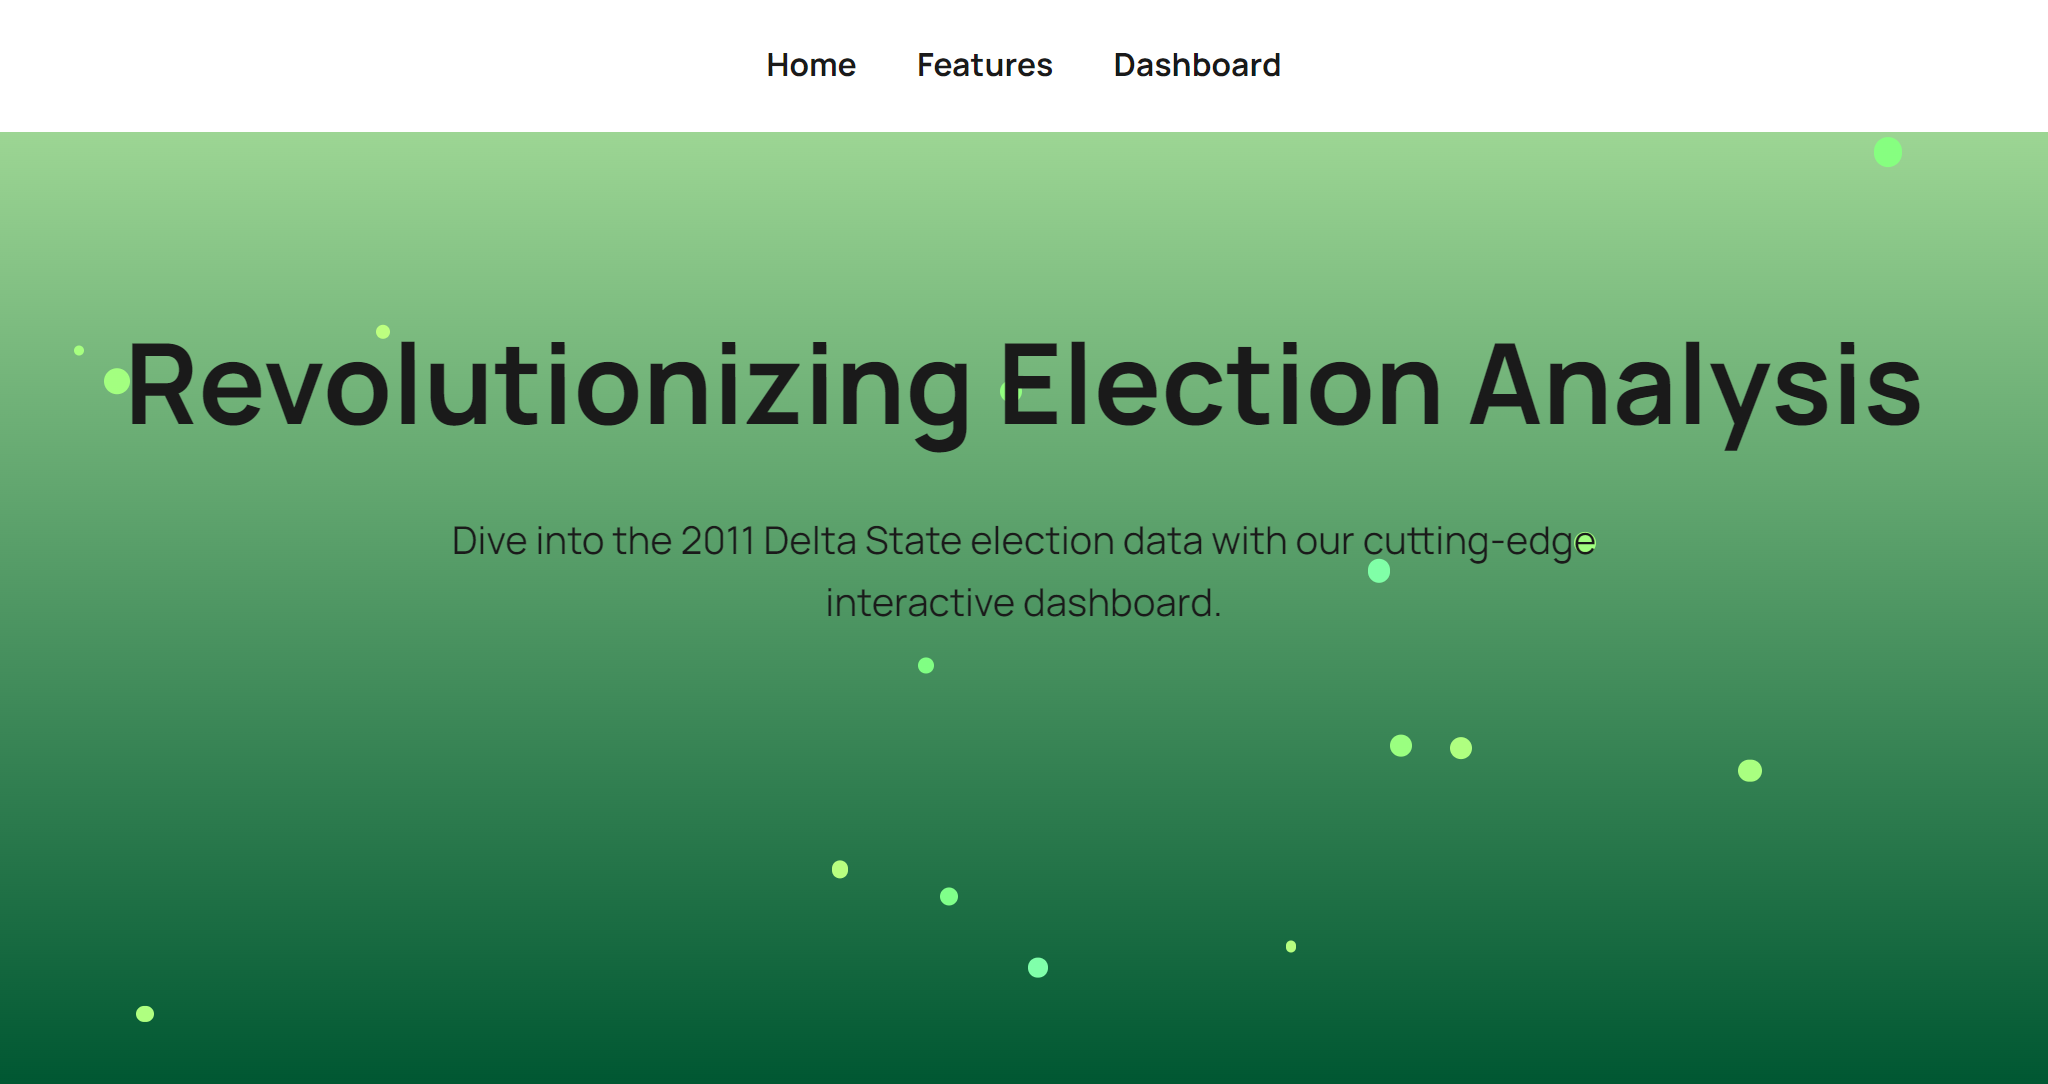 Home Features Dashboard
Revolutionizing Election Analysis
Dive into the 2011 Delta State election data with our cutting-edge
interactive dashboard.